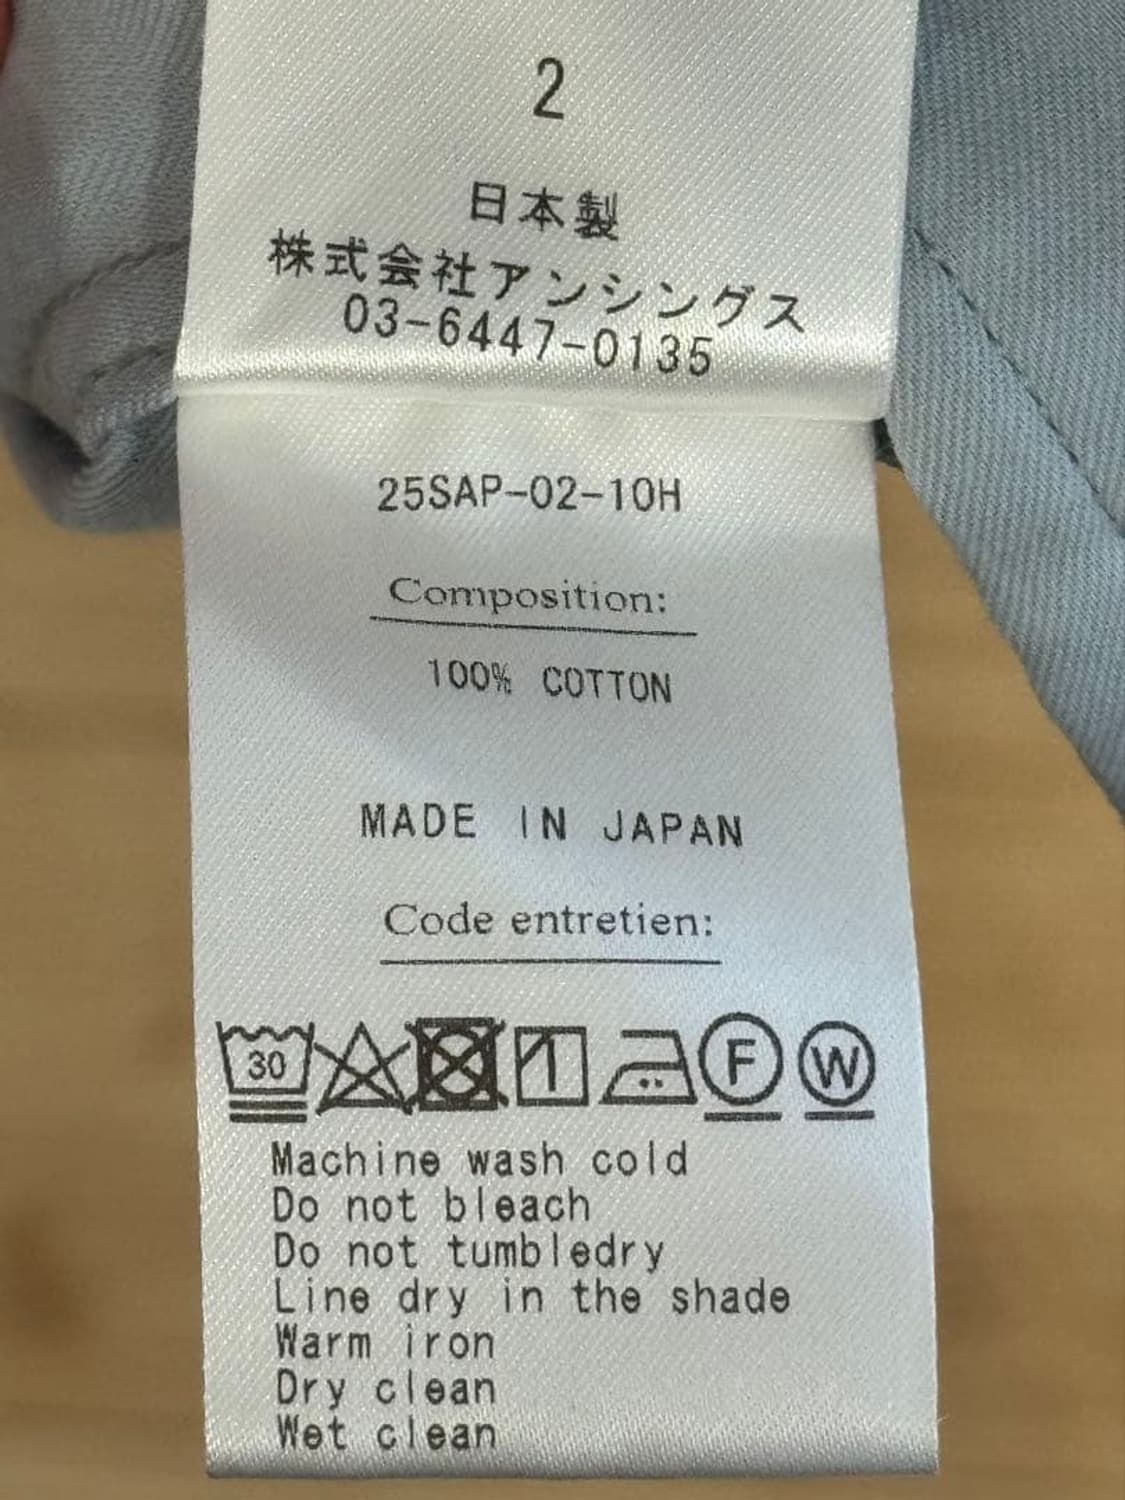 2
日本製
株式会社アンシングス
03-6447-0135
25SAP-02-10H
Composition:
100% COTTON
MADE IN JAPAN
Code entretien:
30 F W
Machine wash cold
Do not bleach
Do not tumbledry
Line dry in the shade
Warm iron
Dry clean
Wet clean